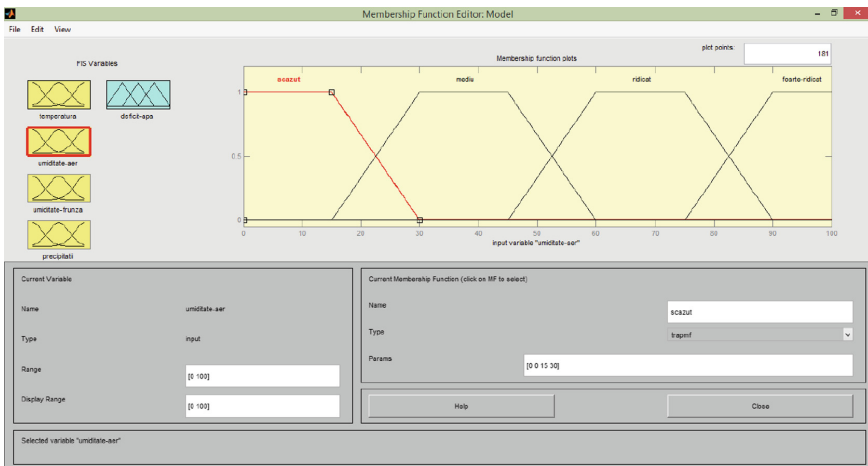 Membership Function Editor: Model
File Edit View
FIS Variables
temperatura deficit-apa
umiditate-aer
umiditate-frunza
precipitatii
plot points: 181
Membership function plots
scazut mediu ridicat foarte-ridicat
1
0.5
0
0 10 20 30 40 50 60 70 80 90 100
input variable "umiditate-aer"
Current Variable
Name umiditate-aer
Type input
Range [0 100]
Display Range [0 100]
Current Membership Function (click on MF to select)
Name scazut
Type trapmf
Params [0 0 15 30]
Help Close
Selected variable "umiditate-aer"